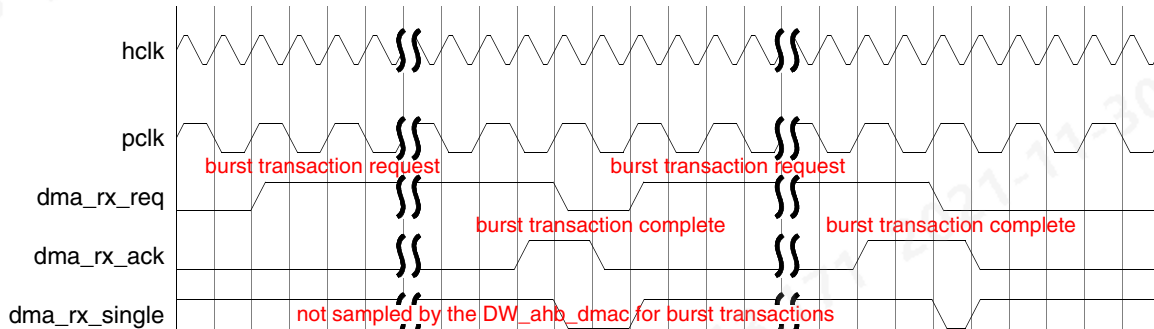 hclk
pclk
burst transaction request burst transaction request
dma_rx_req
burst transaction complete burst transaction complete
dma_rx_ack
dma_rx_single not sampled by the DW_ahb_dmac for burst transactions